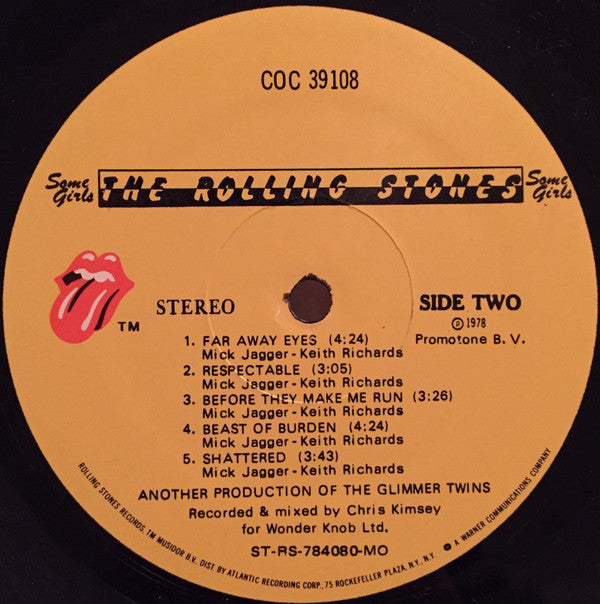 COC 39108
Some Girls THE ROLLING STONES Some Girls
TM
STEREO
SIDE TWO
℗ 1978
Promotone B. V.
1. FAR AWAY EYES (4:24)
Mick Jagger - Keith Richards
2. RESPECTABLE (3:05)
Mick Jagger - Keith Richards
3. BEFORE THEY MAKE ME RUN (3:26)
Mick Jagger - Keith Richards
4. BEAST OF BURDEN (4:24)
Mick Jagger - Keith Richards
5. SHATTERED (3:43)
Mick Jagger - Keith Richards
ANOTHER PRODUCTION OF THE GLIMMER TWINS
Recorded & mixed by Chris Kimsey
for Wonder Knob Ltd.
ST-RS-784080-MO
ROLLING STONES RECORDS, TM MUSIDOR B.V. DIST BY ATLANTIC RECORDING CORP., 75 ROCKEFELLER PLAZA, N.Y., N.Y. ● A WARNER COMMUNICATIONS COMPANY